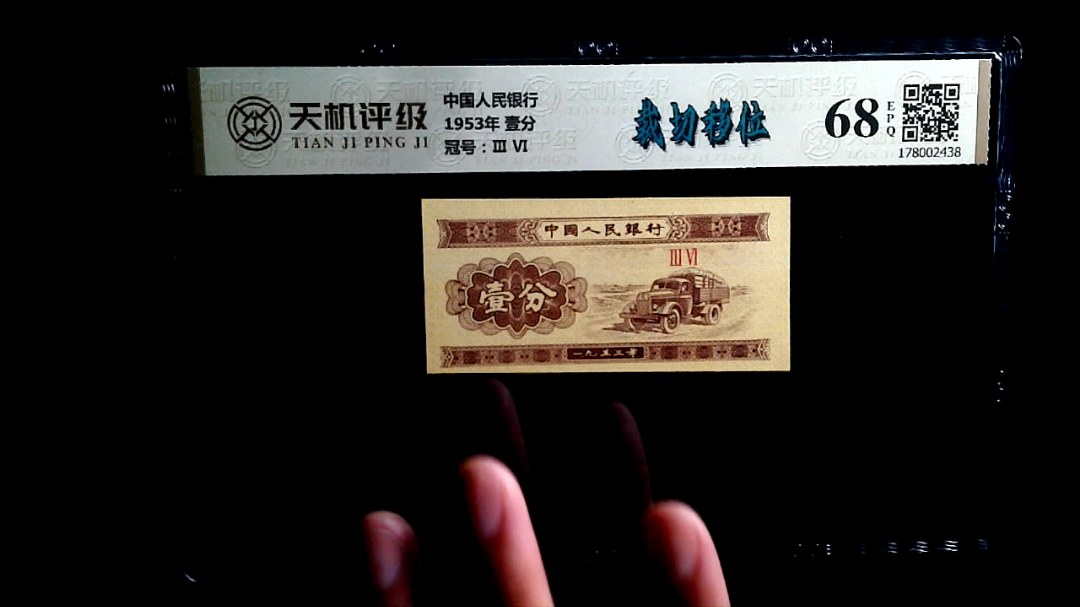 天机评级
TIAN JI PING JI
中国人民银行
1953年 壹分
冠号：Ⅲ Ⅵ
裁切移位
68
EPQ
178002438
中國人民銀行
Ⅲ Ⅵ
壹分
一九五三年